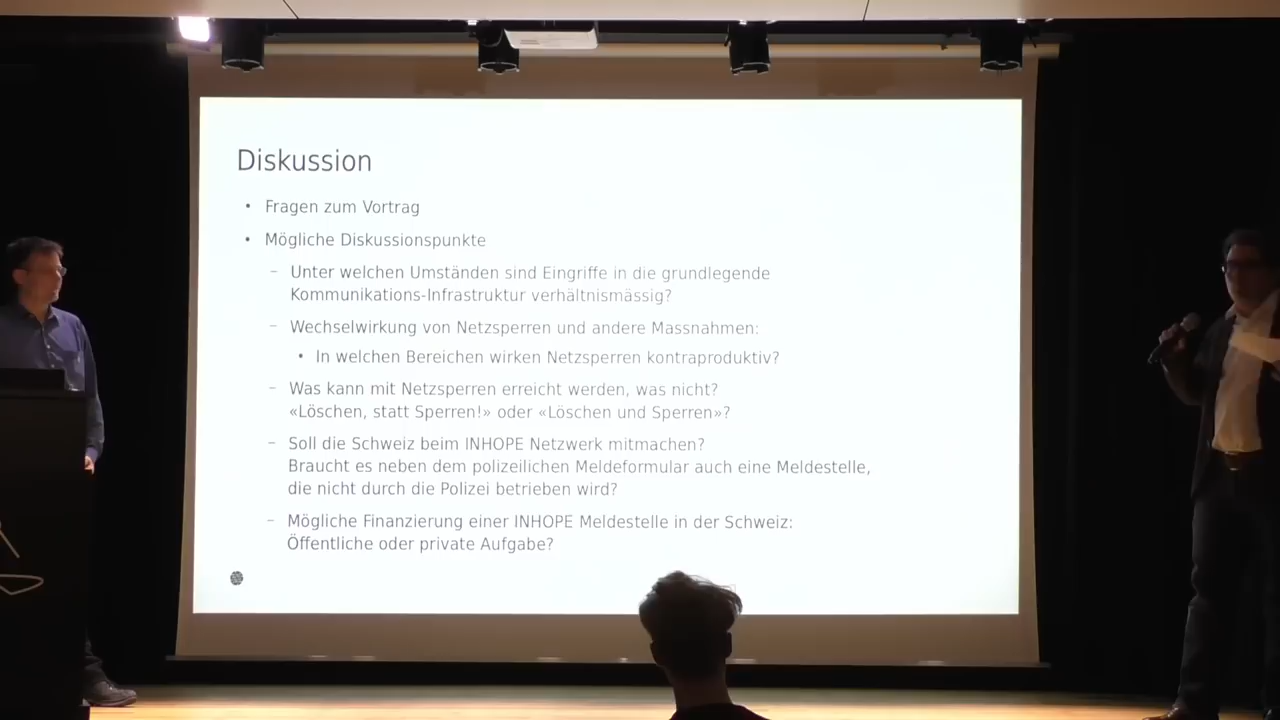 Diskussion
• Fragen zum Vortrag
• Mögliche Diskussionspunkte
– Unter welchen Umständen sind Eingriffe in die grundlegende
Kommunikations-Infrastruktur verhältnismässig?
– Wechselwirkung von Netzsperren und andere Massnahmen:
• In welchen Bereichen wirken Netzsperren kontraproduktiv?
– Was kann mit Netzsperren erreicht werden, was nicht?
«Löschen, statt Sperren!» oder «Löschen und Sperren»?
– Soll die Schweiz beim INHOPE Netzwerk mitmachen?
Braucht es neben dem polizeilichen Meldeformular auch eine Meldestelle,
die nicht durch die Polizei betrieben wird?
– Mögliche Finanzierung einer INHOPE Meldestelle in der Schweiz:
Öffentliche oder private Aufgabe?